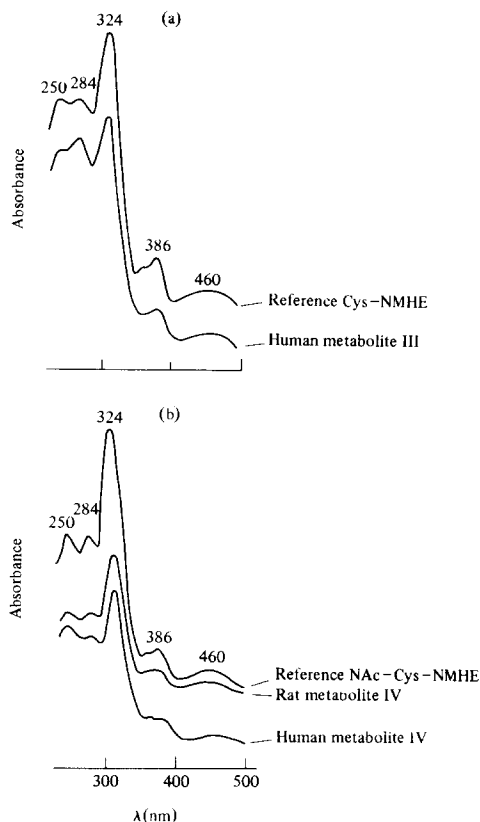 (a)
324
250 284
386
460
Absorbance
Reference Cys-NMHE
Human metabolite III
(b)
324
250 284
386
460
Absorbance
Reference NAc-Cys-NMHE
Rat metabolite IV
Human metabolite IV
300 400 500
λ(nm)